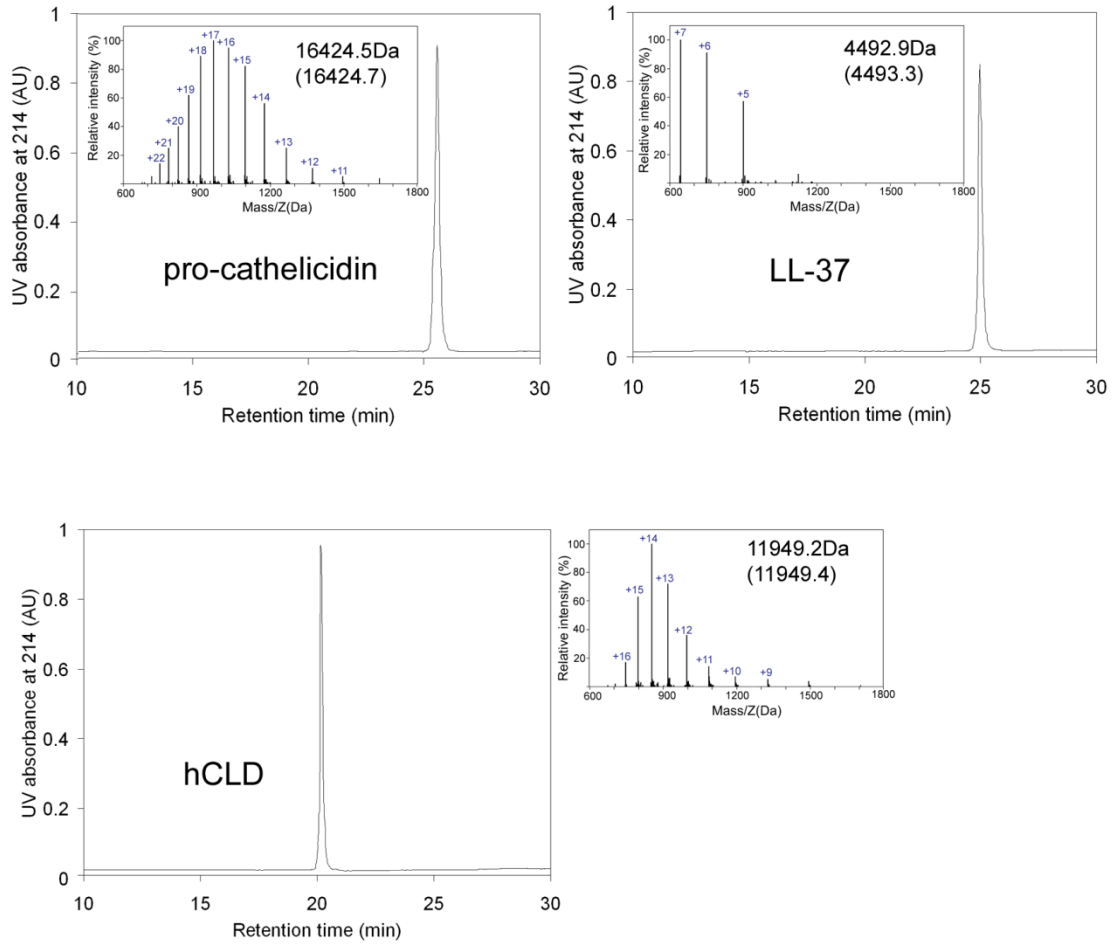 UV absorbance at 214 (AU)
1
0.8
0.6
0.4
0.2
0
10 15 20 25 30
Retention time (min)
pro-cathelicidin
Relative intensity (%)
100
80
60
40
20
600 900 1200 1500 1800
Mass/Z(Da)
+22
+21
+20
+19
+18
+17
+16
+15
+14
+13
+12
+11
16424.5Da
(16424.7)
UV absorbance at 214 (AU)
1
0.8
0.6
0.4
0.2
0
10 15 20 25 30
Retention time (min)
LL-37
Relative intensity (%)
100
80
60
40
20
600 900 1200 1500 1800
Mass/Z(Da)
+7
+6
+5
4492.9Da
(4493.3)
UV absorbance at 214 (AU)
1
0.8
0.6
0.4
0.2
0
10 15 20 25 30
Retention time (min)
hCLD
Relative intensity (%)
100
80
60
40
20
600 900 1200 1500 1800
Mass/Z(Da)
+16
+15
+14
+13
+12
+11
+10
+9
11949.2Da
(11949.4)